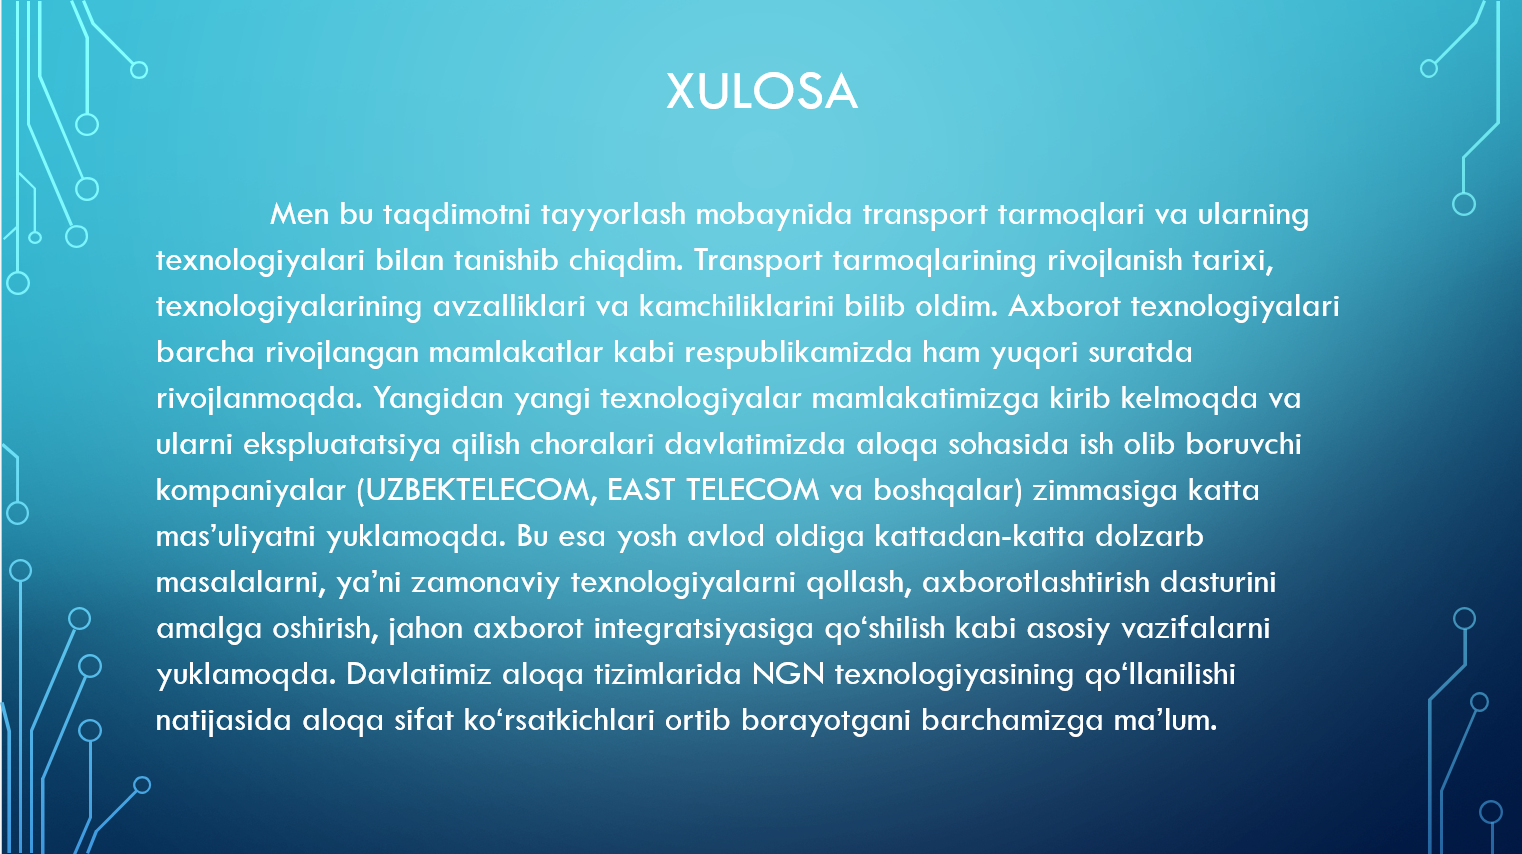 XULOSA
Men bu taqdimotni tayyorlash mobaynida transport tarmoqlari va ularning
texnologiyalari bilan tanishib chiqdim. Transport tarmoqlarining rivojlanish tarixi,
texnologiyalarining avzalliklari va kamchiliklarini bilib oldim. Axborot texnologiyalari
barcha rivojlangan mamlakatlar kabi respublikamizda ham yuqori suratda
rivojlanmoqda. Yangidan yangi texnologiyalar mamlakatimizga kirib kelmoqda va
ularni ekspluatatsiya qilish choralari davlatimizda aloqa sohasida ish olib boruvchi
kompaniyalar (UZBEKTELECOM, EAST TELECOM va boshqalar) zimmasiga katta
mas’uliyatni yuklamoqda. Bu esa yosh avlod oldiga kattadan-katta dolzarb
masalalarni, ya’ni zamonaviy texnologiyalarni qollash, axborotlashtirish dasturini
amalga oshirish, jahon axborot integratsiyasiga qo‘shilish kabi asosiy vazifalarni
yuklamoqda. Davlatimiz aloqa tizimlarida NGN texnologiyasining qo‘llanilishi
natijasida aloqa sifat ko‘rsatkichlari ortib borayotgani barchamizga ma’lum.